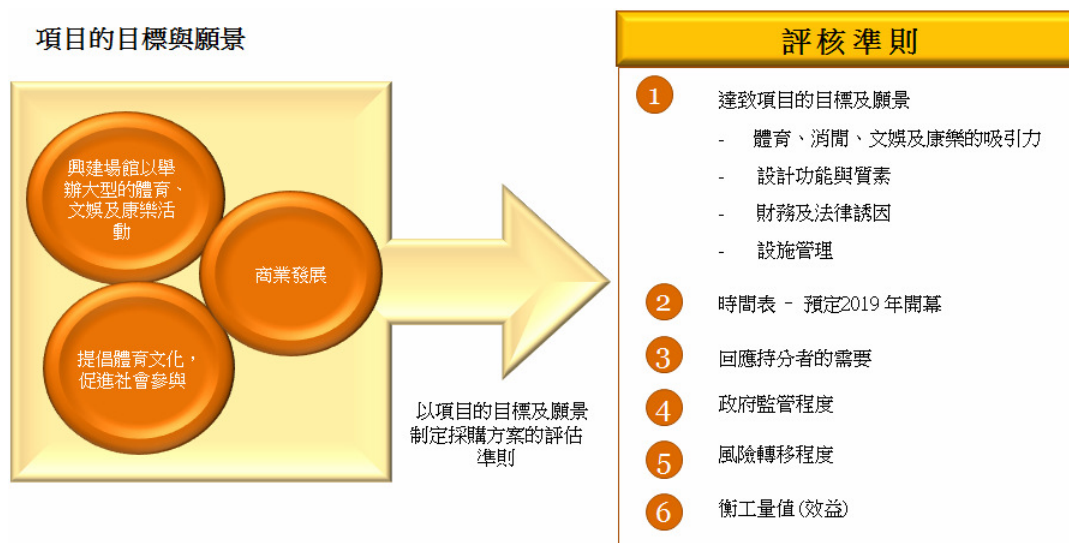 項目的目標與願景
興建場館以舉
辦大型的體育、
文娛及康樂活
動
商業發展
提倡體育文化，
促進社會參與
以項目的目標及願景
制定採購方案的評估
準則
評核準則
1 達致項目的目標及願景
- 體育、消閒、文娛及康樂的吸引力
- 設計功能與質素
- 財務及法律誘因
- 設施管理
2 時間表 - 預定2019 年開幕
3 回應持分者的需要
4 政府監管程度
5 風險轉移程度
6 衡工量值(效益)